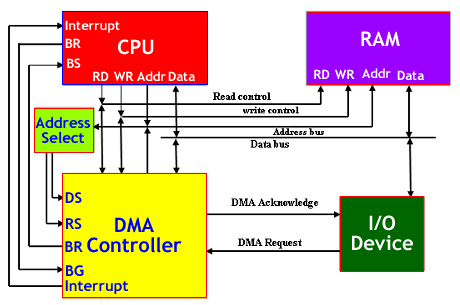 Interrupt
BR
BS
CPU
RD WR Addr Data
RAM
RD WR Addr Data
Read control
write control
Address bus
Data bus
Address
Select
DS
RS
BR
BG
Interrupt
DMA
Controller
DMA Acknowledge
DMA Request
I/O
Device